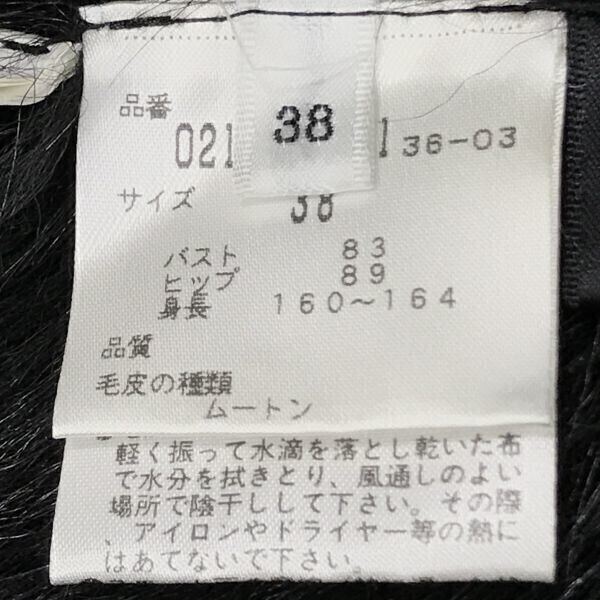 38
品番
021 1 36-03
サイズ 38
バスト 83
ヒップ 89
身長 160～164
品質
毛皮の種類
ムートン
軽く振って水滴を落とし乾いた布
で水分を拭きとり、風通しのよい
場所で陰干しして下さい。その際
、アイロンやドライヤー等の熱に
はあてないで下さい。